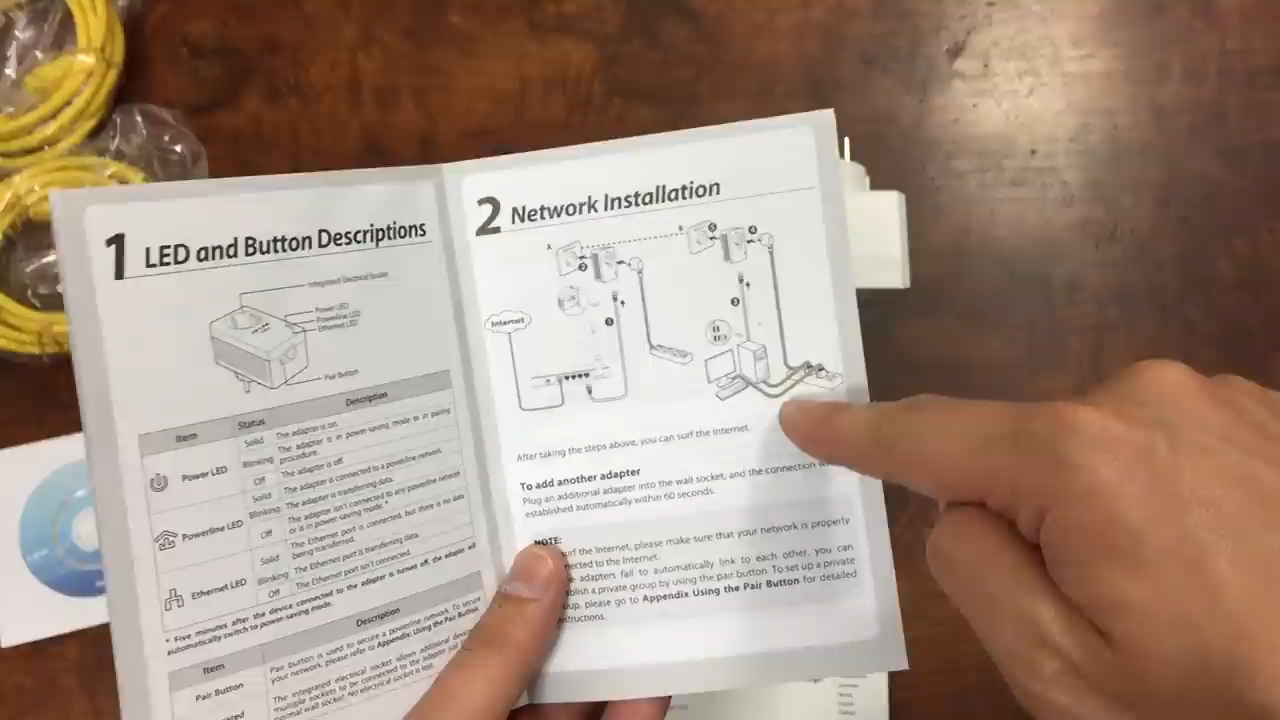 1 LED and Button Descriptions
Integrated Electrical Socket
Power LED
Powerline LED
Ethernet LED
Pair Button
Item Status Description
Power LED
Solid The adapter is on.
Blinking The adapter is in power-saving mode or in pairing
procedure.
Off The adapter is off.
Powerline LED
Solid The adapter is connected to a powerline network.
Blinking The adapter is transferring data.
Off The adapter isn't connected to any powerline network
or is in power-saving mode. *
Ethernet LED
Solid The Ethernet port is connected, but there is no data
being transferred.
Blinking The Ethernet port is transferring data.
Off The Ethernet port isn't connected.
* Five minutes after the device connected to the adapter is turned off, the adapter will
automatically switch to power-saving mode.
Item Description
Pair Button
Pair button is used to secure a powerline network. To secure
your network, please refer to Appendix: Using the Pair Button.
The integrated electrical socket allows additional
multiple sockets to be connected to the adapter just
normal wall socket. No electrical socket is lost.
2 Network Installation
A
B
2
5
4
Internet
1
3
After taking the steps above, you can surf the Internet.
To add another adapter
Plug an additional adapter into the wall socket, and the connection
established automatically within 60 seconds.
NOTE:
surf the Internet, please make sure that your network is properly
connected to the Internet.
adapters fail to automatically link to each other, you can
establish a private group by using the pair button. To set up a private
group, please go to Appendix Using the Pair Button for detailed
instructions.